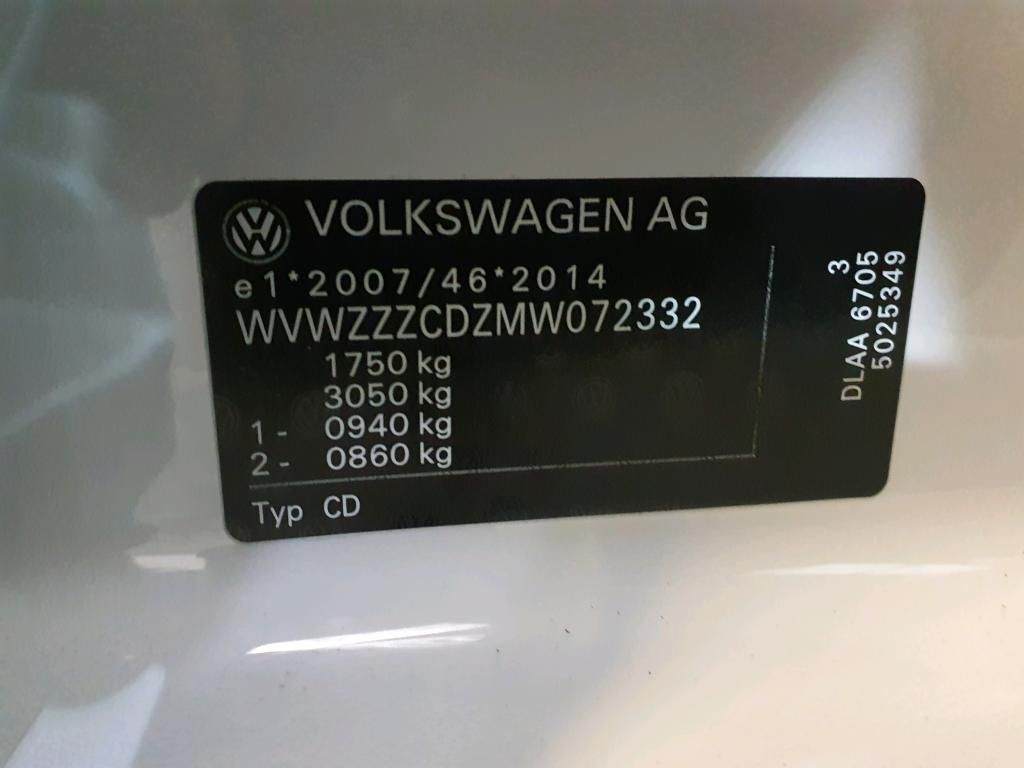 VOLKSWAGEN AG
e1*2007/46*2014
WVWZZZCDZMW072332
1750 kg
3050 kg
1 - 0940 kg
2 - 0860 kg
Typ CD
3
DLAA 6705
5025349